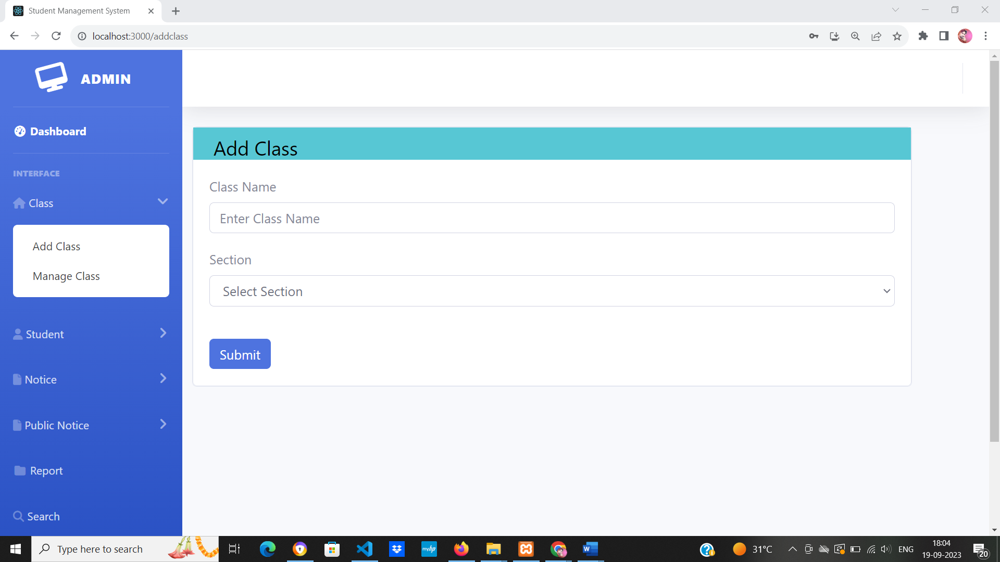 Student Management System
localhost:3000/addclass
ADMIN
Dashboard
INTERFACE
Class
Add Class
Manage Class
Student
Notice
Public Notice
Report
Search
Add Class
Class Name
Enter Class Name
Section
Select Section
Submit
Type here to search
myhp
W
31°C
ENG
18:04
19-09-2023
20